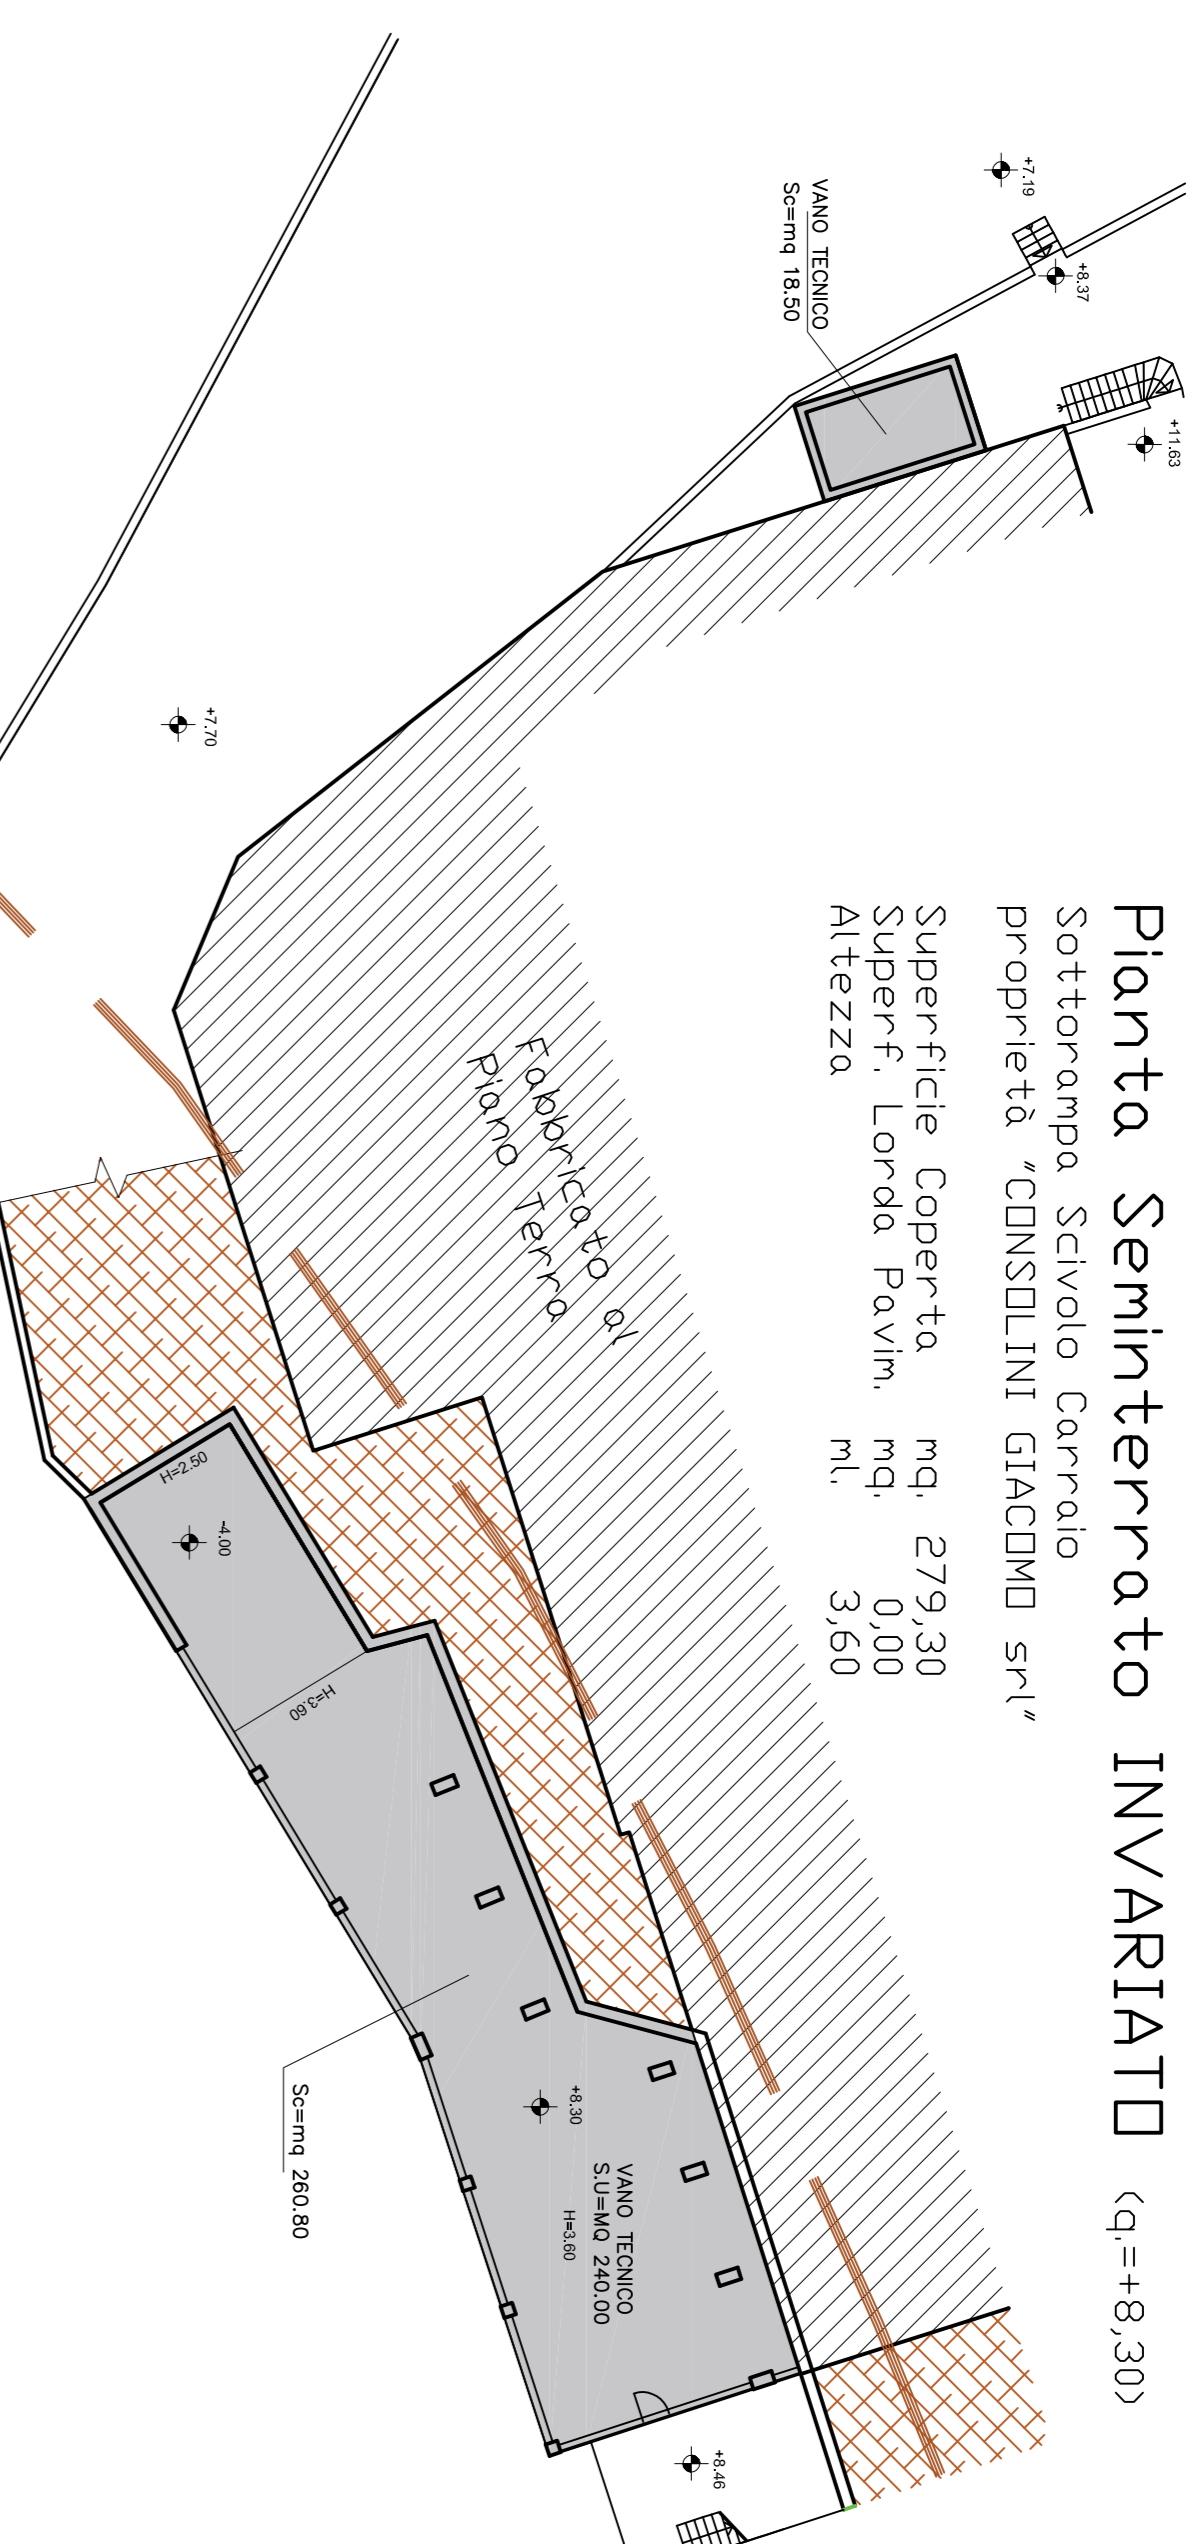 Pianta Seminterrato INVARIATO (q.=+8,30)
Sottorampa Scivolo Carraio
proprietà "CONSOLINI GIACOMO srl"
Superficie Coperta mq. 279,30
Superf. Lorda Pavim. mq. 0,00
Altezza ml. 3,60
+7.19
+8.37
+11.63
VANO TECNICO
Sc=mq 18.50
+7.70
Fabbricato al
Piano Terra
H=2.50
-4.00
H=3.60
+8.30
VANO TECNICO
S.U=MQ 240.00
H=3.60
Sc=mq 260.80
+8.46